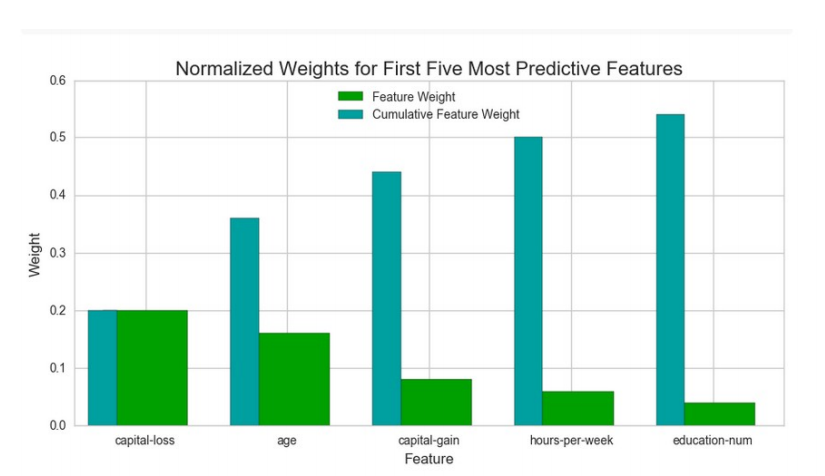 Normalized Weights for First Five Most Predictive Features
Feature Weight
Cumulative Feature Weight
0.6
0.5
0.4
0.3
0.2
0.1
0.0
Weight
capital-loss age capital-gain hours-per-week education-num
Feature